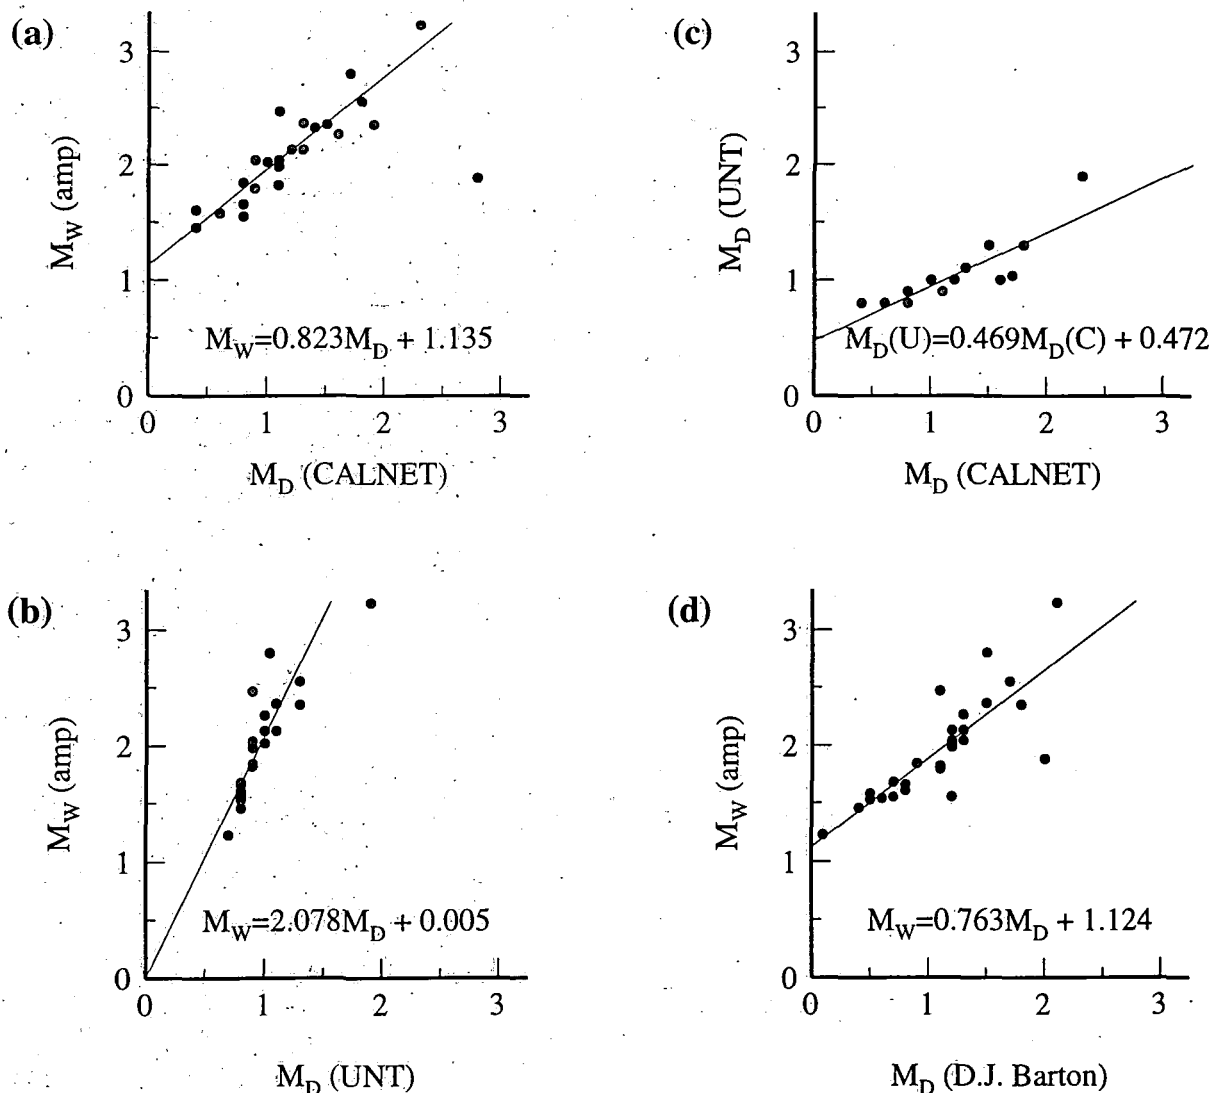 (a)
3
2
1
0
M_W (amp)
M_W=0.823M_D + 1.135
0 1 2 3
M_D (CALNET)
(c)
3
2
1
0
M_D (UNT)
M_D(U)=0.469M_D(C) + 0.472
0 1 2 3
M_D (CALNET)
(b)
3
2
1
0
M_W (amp)
M_W=2.078M_D + 0.005
0 1 2 3
M_D (UNT)
(d)
3
2
1
0
M_W (amp)
M_W=0.763M_D + 1.124
0 1 2 3
M_D (D.J. Barton)